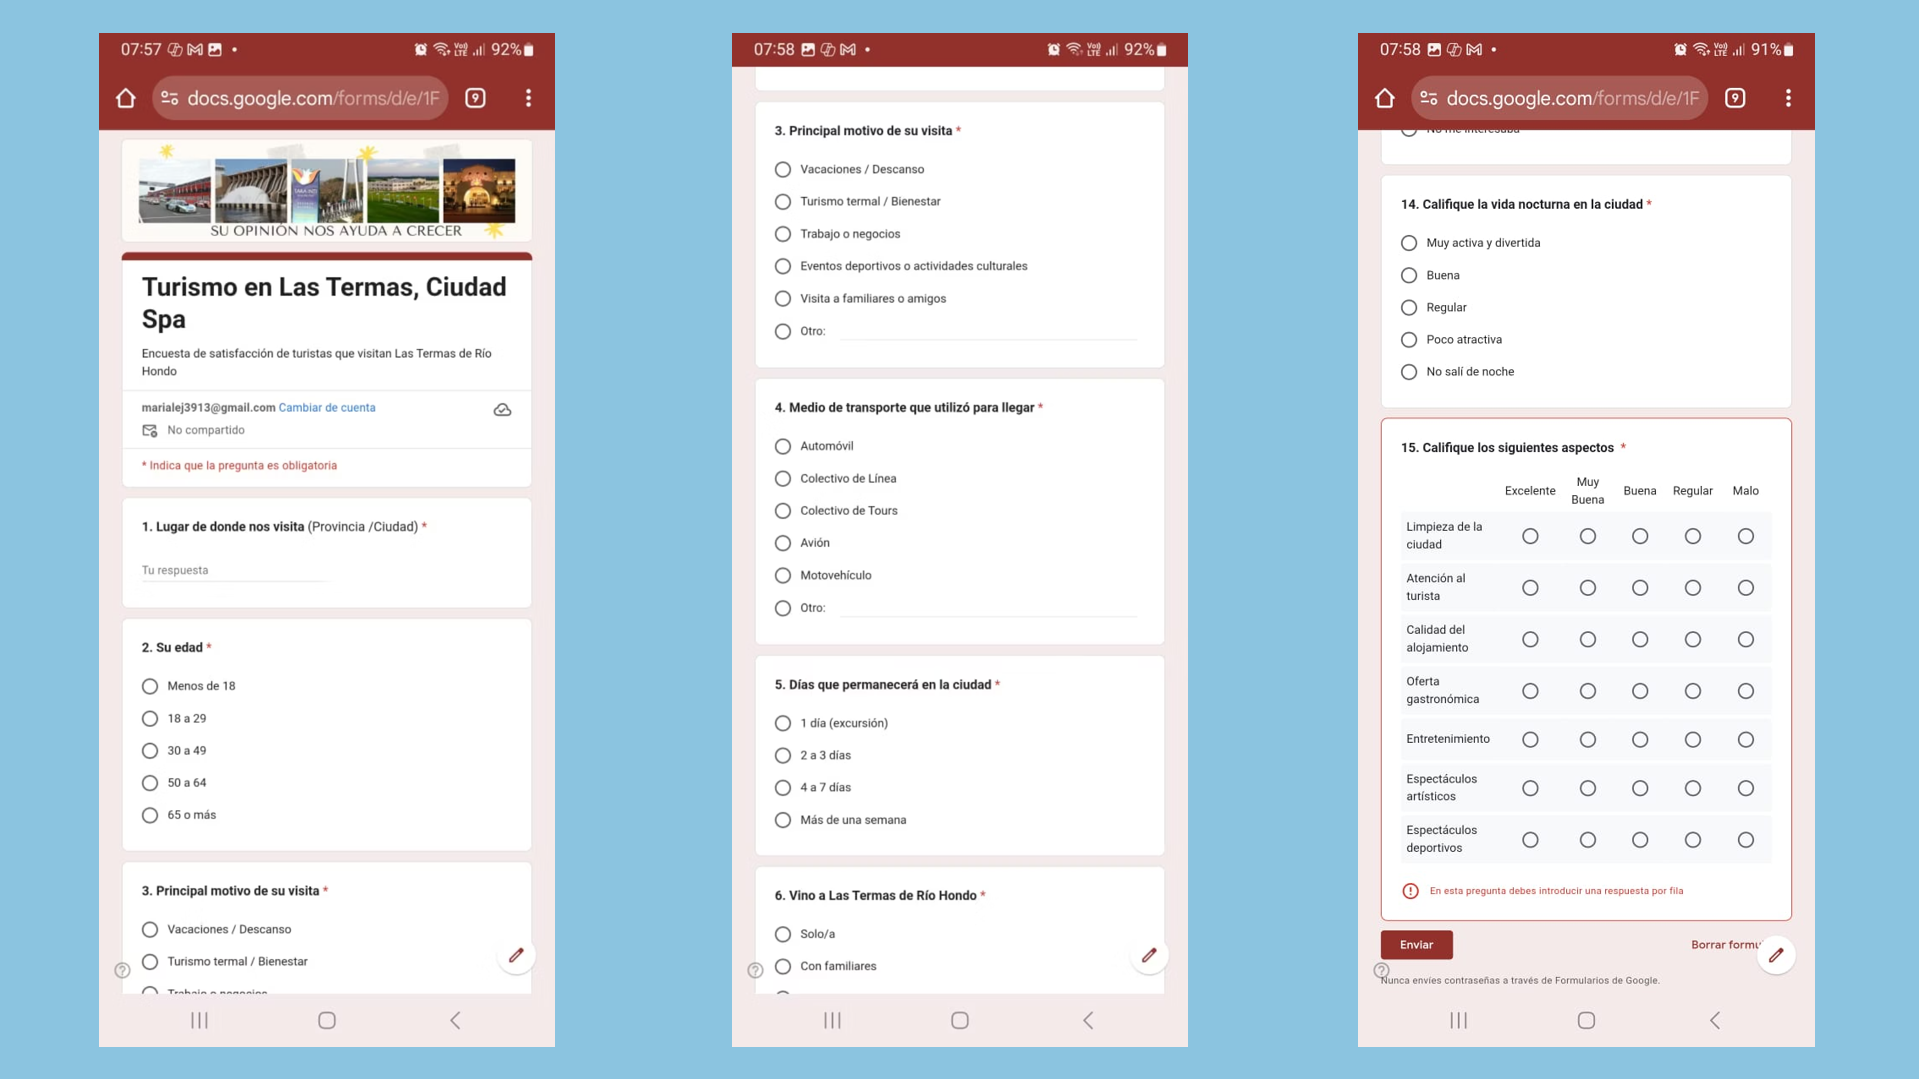 07:57
92%
docs.google.com/forms/d/e/1F
9
SU OPINIÓN NOS AYUDA A CRECER
Turismo en Las Termas, Ciudad
Spa
Encuesta de satisfacción de turistas que visitan Las Termas de Río
Hondo
marialej3913@gmail.com Cambiar de cuenta
No compartido
* Indica que la pregunta es obligatoria
1. Lugar de donde nos visita (Provincia /Ciudad) *
Tu respuesta
2. Su edad *
Menos de 18
18 a 29
30 a 49
50 a 64
65 o más
3. Principal motivo de su visita *
Vacaciones / Descanso
Turismo termal / Bienestar
Trabajo o negocios
07:58
92%
3. Principal motivo de su visita *
Vacaciones / Descanso
Turismo termal / Bienestar
Trabajo o negocios
Eventos deportivos o actividades culturales
Visita a familiares o amigos
Otro:
4. Medio de transporte que utilizó para llegar *
Automóvil
Colectivo de Línea
Colectivo de Tours
Avión
Motovehículo
Otro:
5. Días que permanecerá en la ciudad *
1 día (excursión)
2 a 3 días
4 a 7 días
Más de una semana
6. Vino a Las Termas de Río Hondo *
Solo/a
Con familiares
07:58
91%
docs.google.com/forms/d/e/1F
9
No me interesaba
14. Califique la vida nocturna en la ciudad *
Muy activa y divertida
Buena
Regular
Poco atractiva
No salí de noche
15. Califique los siguientes aspectos *
Excelente Muy Buena Buena Regular Malo
Limpieza de la
ciudad
Atención al
turista
Calidad del
alojamiento
Oferta
gastronómica
Entretenimiento
Espectáculos
artísticos
Espectáculos
deportivos
En esta pregunta debes introducir una respuesta por fila
Enviar
Borrar formu
Nunca envíes contraseñas a través de Formularios de Google.